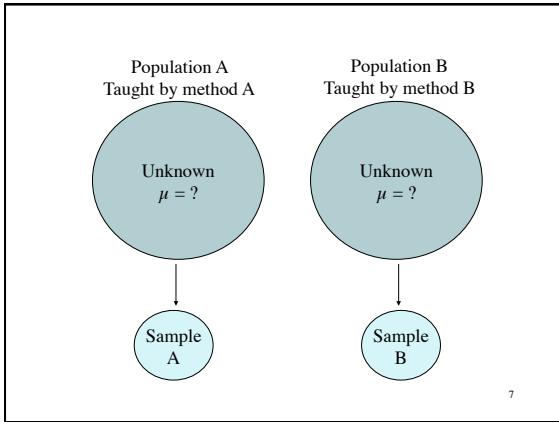 Population A
Taught by method A
Population B
Taught by method B
Unknown
μ = ?
Unknown
μ = ?
Sample
A
Sample
B
7